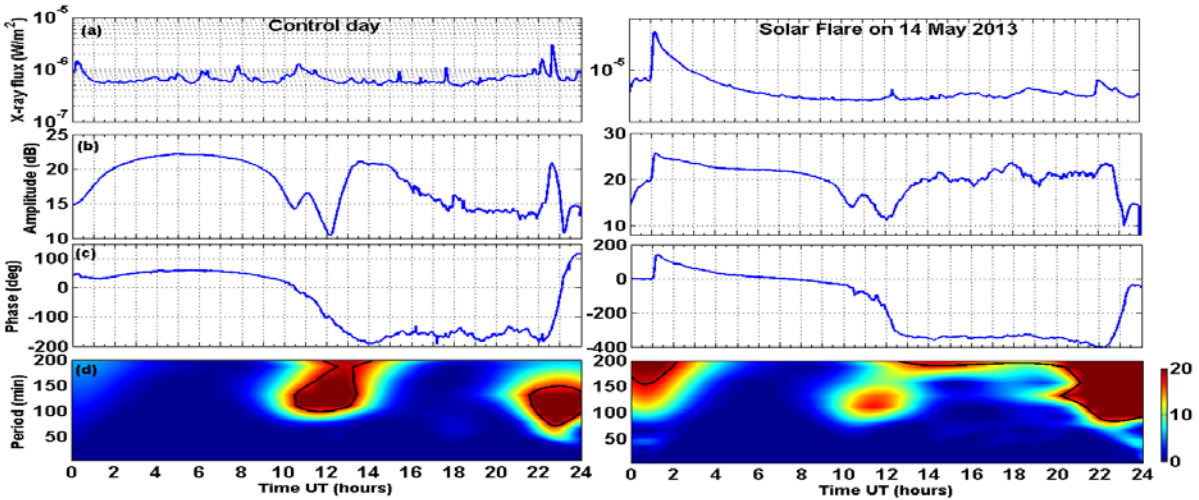 Control day
Solar Flare on 14 May 2013
(a)
X-ray flux (W/m²)
10⁻⁵
10⁻⁶
10⁻⁷
10⁻⁵
(b)
Amplitude (dB)
25
20
15
10
30
20
10
(c)
Phase (deg)
100
0
-100
-200
200
0
-200
-400
(d)
Period (min)
200
150
100
50
200
150
100
50
20
10
0
0 2 4 6 8 10 12 14 16 18 20 22 24
0 2 4 6 8 10 12 14 16 18 20 22 24
Time UT (hours)
Time UT (hours)